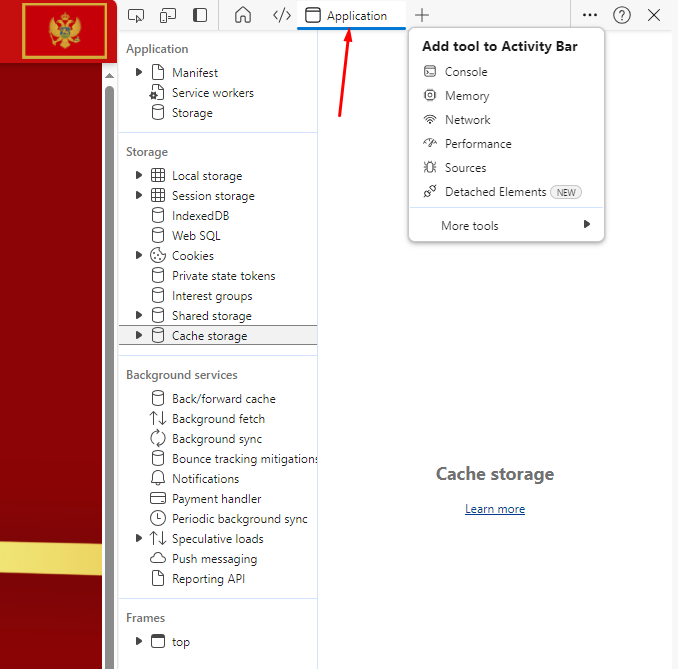 Application
Add tool to Activity Bar
Console
Memory
Network
Performance
Sources
Detached Elements NEW
More tools
Application
Manifest
Service workers
Storage
Storage
Local storage
Session storage
IndexedDB
Web SQL
Cookies
Private state tokens
Interest groups
Shared storage
Cache storage
Background services
Back/forward cache
Background fetch
Background sync
Bounce tracking mitigations
Notifications
Payment handler
Periodic background sync
Speculative loads
Push messaging
Reporting API
Frames
top
Cache storage
Learn more